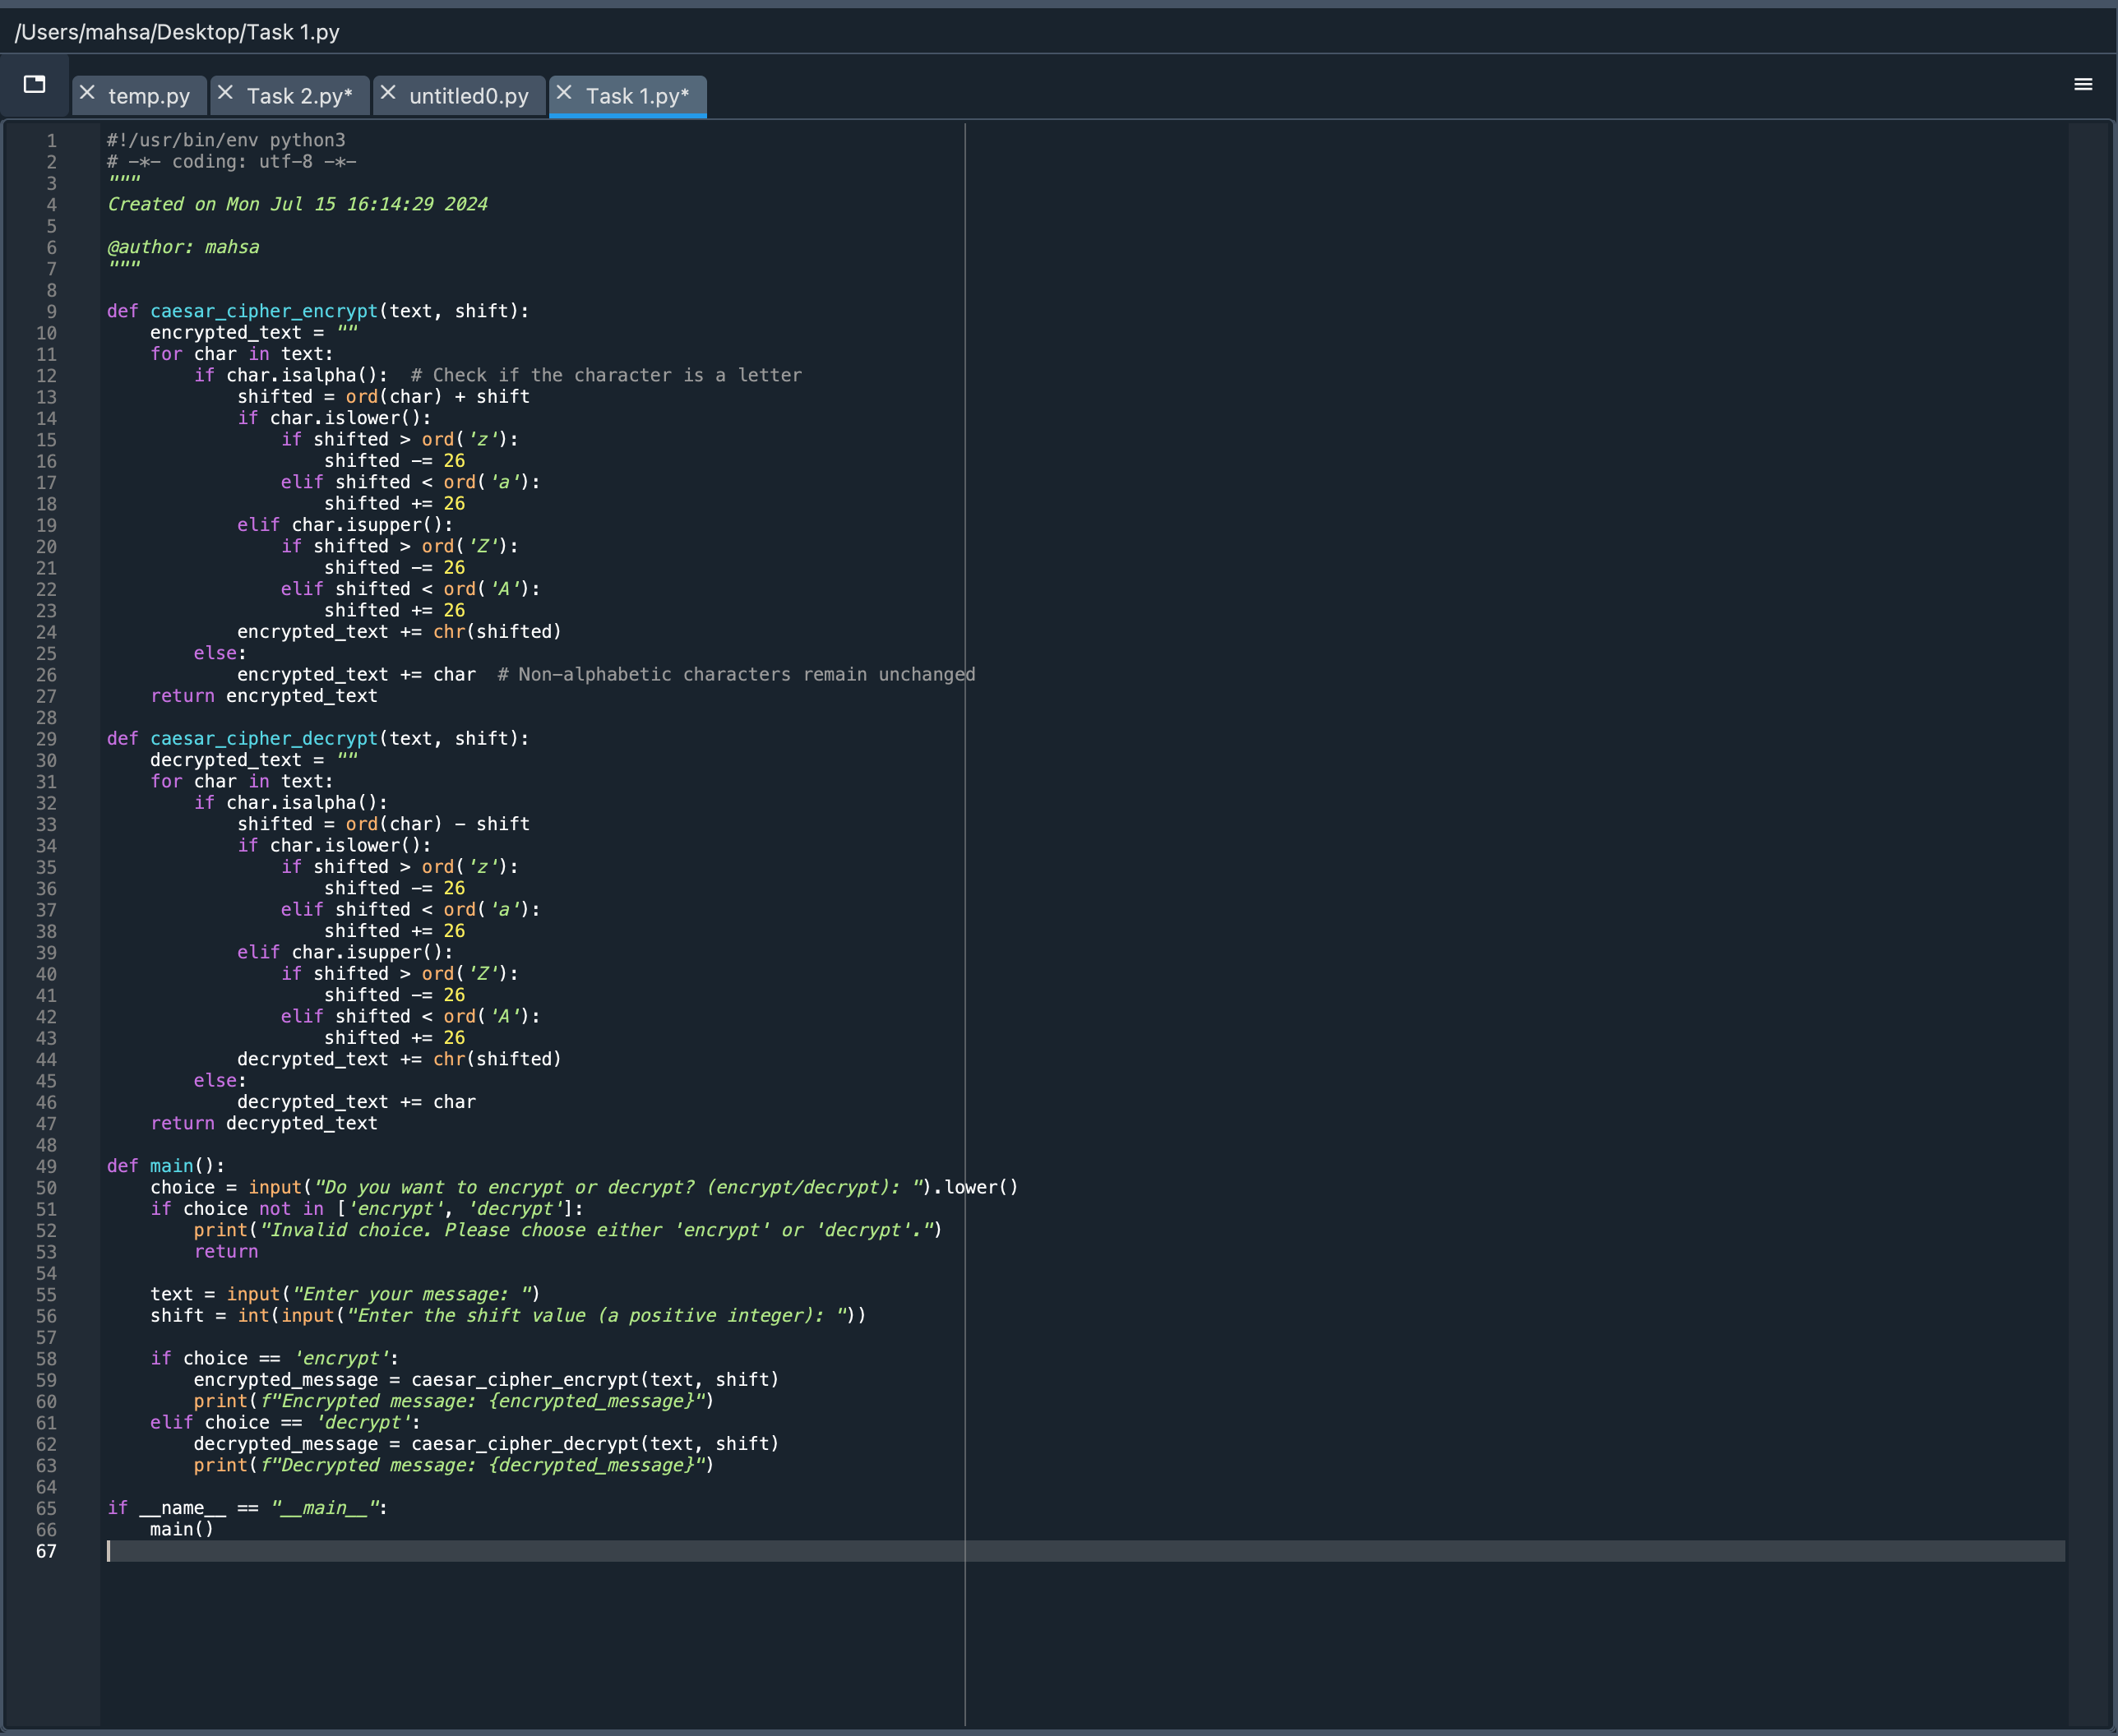 /Users/mahsa/Desktop/Task 1.py
temp.py Task 2.py* untitled0.py Task 1.py*
1 #!/usr/bin/env python3
2 # -*- coding: utf-8 -*-
3 """
4 Created on Mon Jul 15 16:14:29 2024
5
6 @author: mahsa
7 """
8
9 def caesar_cipher_encrypt(text, shift):
10     encrypted_text = ""
11     for char in text:
12         if char.isalpha():  # Check if the character is a letter
13             shifted = ord(char) + shift
14             if char.islower():
15                 if shifted > ord('z'):
16                     shifted -= 26
17                 elif shifted < ord('a'):
18                     shifted += 26
19             elif char.isupper():
20                 if shifted > ord('Z'):
21                     shifted -= 26
22                 elif shifted < ord('A'):
23                     shifted += 26
24             encrypted_text += chr(shifted)
25         else:
26             encrypted_text += char  # Non-alphabetic characters remain unchanged
27     return encrypted_text
28
29 def caesar_cipher_decrypt(text, shift):
30     decrypted_text = ""
31     for char in text:
32         if char.isalpha():
33             shifted = ord(char) - shift
34             if char.islower():
35                 if shifted > ord('z'):
36                     shifted -= 26
37                 elif shifted < ord('a'):
38                     shifted += 26
39             elif char.isupper():
40                 if shifted > ord('Z'):
41                     shifted -= 26
42                 elif shifted < ord('A'):
43                     shifted += 26
44             decrypted_text += chr(shifted)
45         else:
46             decrypted_text += char
47     return decrypted_text
48
49 def main():
50     choice = input("Do you want to encrypt or decrypt? (encrypt/decrypt): ").lower()
51     if choice not in ['encrypt', 'decrypt']:
52         print("Invalid choice. Please choose either 'encrypt' or 'decrypt'.")
53         return
54
55     text = input("Enter your message: ")
56     shift = int(input("Enter the shift value (a positive integer): "))
57
58     if choice == 'encrypt':
59         encrypted_message = caesar_cipher_encrypt(text, shift)
60         print(f"Encrypted message: {encrypted_message}")
61     elif choice == 'decrypt':
62         decrypted_message = caesar_cipher_decrypt(text, shift)
63         print(f"Decrypted message: {decrypted_message}")
64
65 if __name__ == "__main__":
66     main()
67